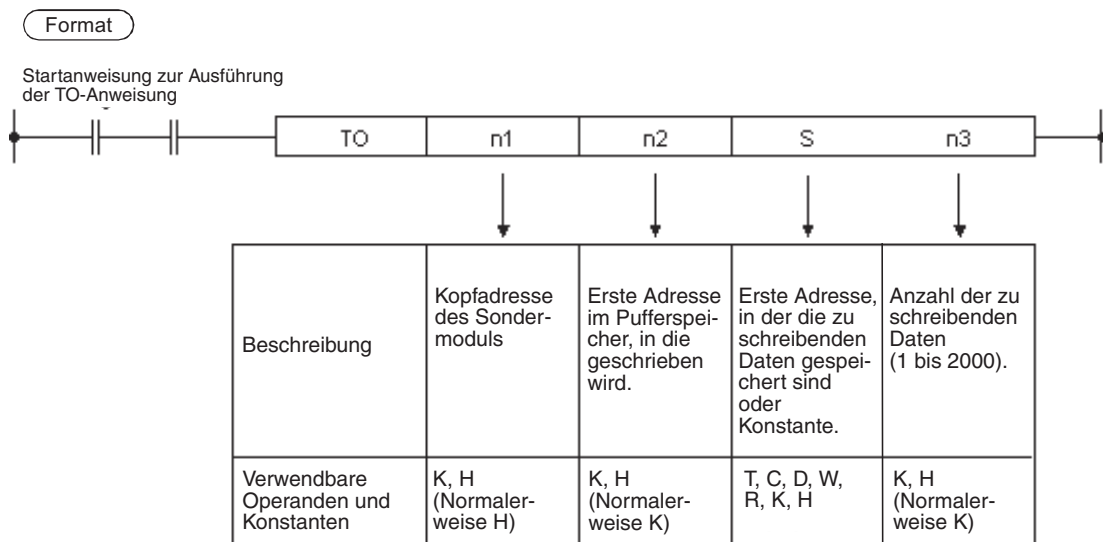 Format
Startanweisung zur Ausführung
der TO-Anweisung
TO n1 n2 S n3
Beschreibung
Kopfadresse
des Sonder-
moduls
Erste Adresse
im Pufferspei-
cher, in die
geschrieben
wird.
Erste Adresse,
in der die zu
schreibenden
Daten gespei-
chert sind
oder
Konstante.
Anzahl der zu
schreibenden
Daten
(1 bis 2000).
Verwendbare
Operanden und
Konstanten
K, H
(Normaler-
weise H)
K, H
(Normaler-
weise K)
T, C, D, W,
R, K, H
K, H
(Normaler-
weise K)